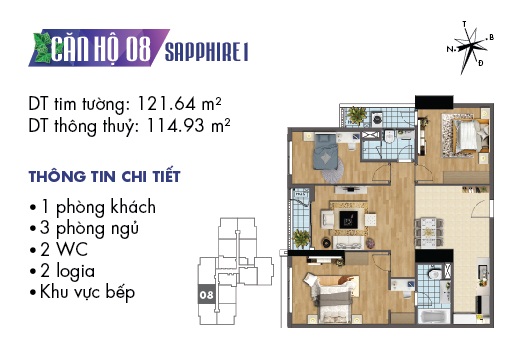 CĂN HỘ 08 SAPPHIRE 1
DT tim tường: 121.64 m²
DT thông thuỷ: 114.93 m²
THÔNG TIN CHI TIẾT
• 1 phòng khách
• 3 phòng ngủ
• 2 WC
• 2 logia
• Khu vực bếp
08
T
B
N
Đ